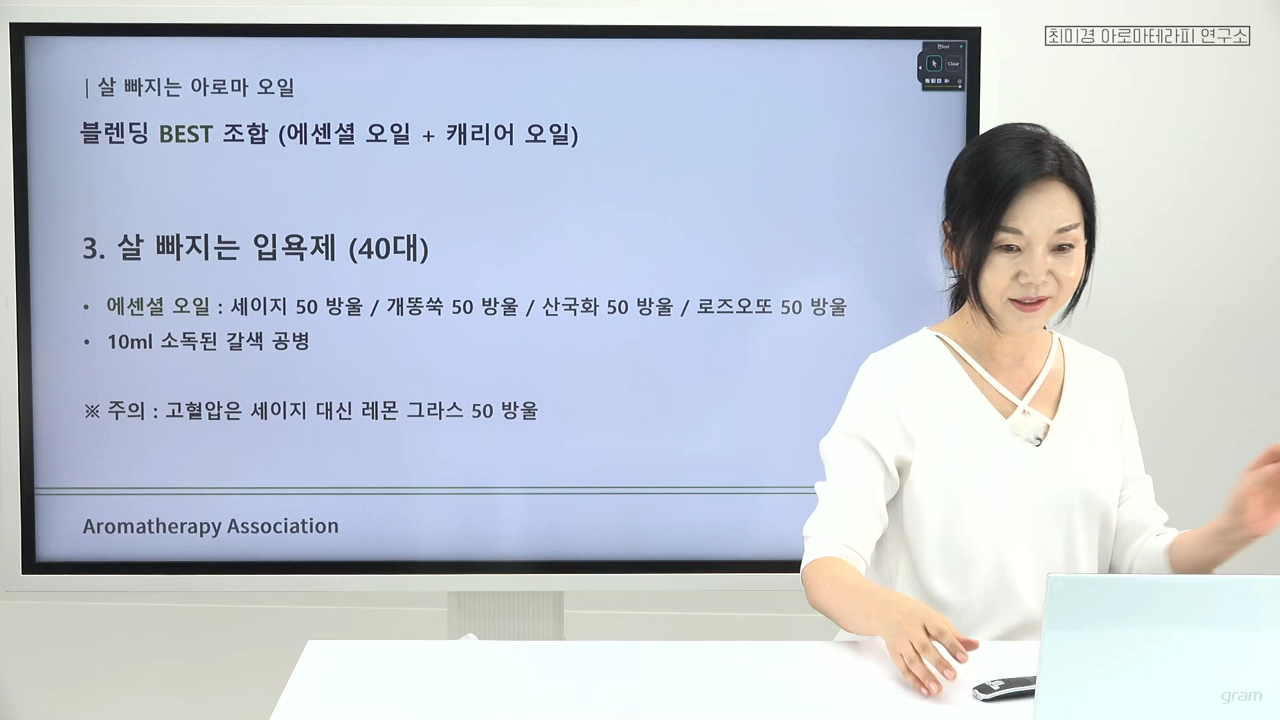 최미경 아로마테라피 연구소
| 살 빠지는 아로마 오일
블렌딩 BEST 조합 (에센셜 오일 + 캐리어 오일)
3. 살 빠지는 입욕제 (40대)
• 에센셜 오일 : 세이지 50 방울 / 개똥쑥 50 방울 / 산국화 50 방울 / 로즈오또 50 방울
• 10ml 소독된 갈색 공병
※ 주의 : 고혈압은 세이지 대신 레몬 그라스 50 방울
Aromatherapy Association
gram